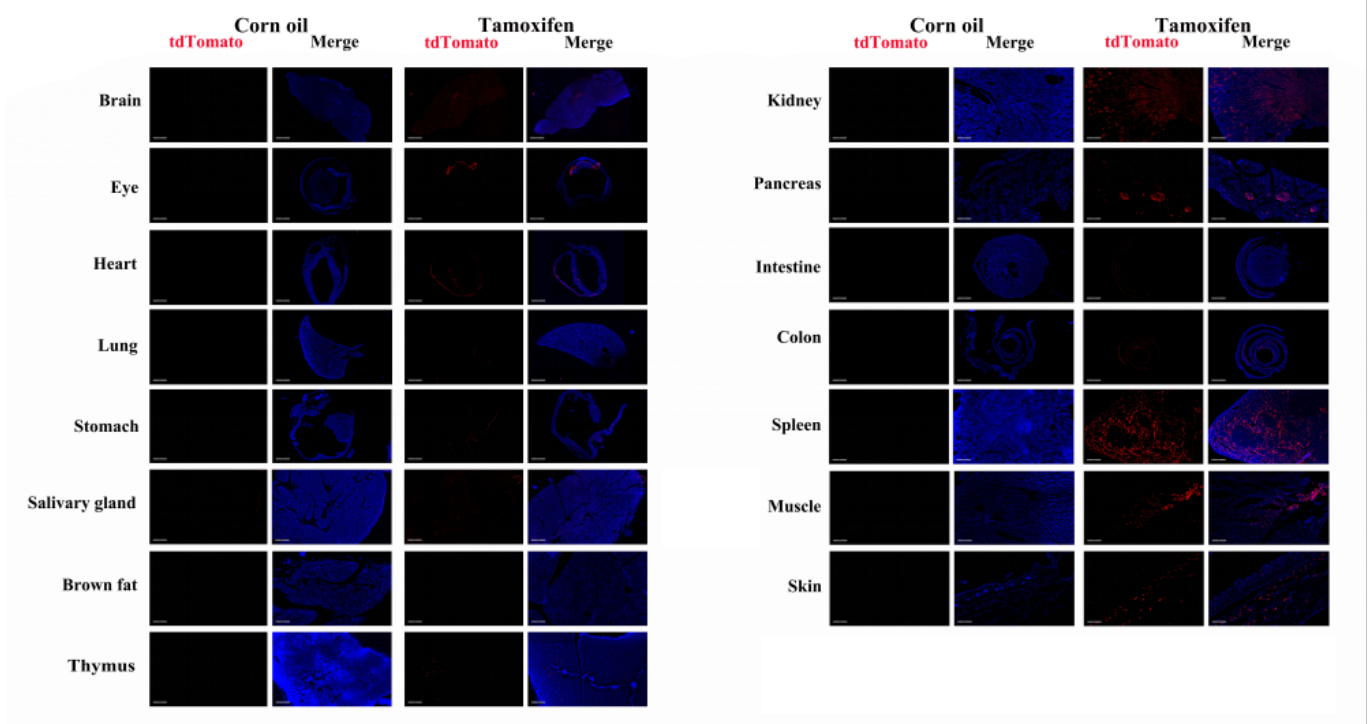 Corn oil Tamoxifen
tdTomato Merge tdTomato Merge
Brain
Eye
Heart
Lung
Stomach
Salivary gland
Brown fat
Thymus
Corn oil Tamoxifen
tdTomato Merge tdTomato Merge
Kidney
Pancreas
Intestine
Colon
Spleen
Muscle
Skin